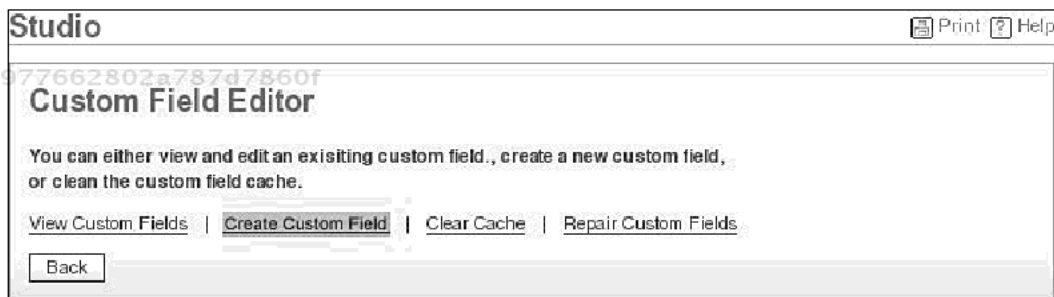 Studio
Print ? Help
977662802a787d7860f
Custom Field Editor
You can either view and edit an exisiting custom field., create a new custom field,
or clean the custom field cache.
View Custom Fields | Create Custom Field | Clear Cache | Repair Custom Fields
Back